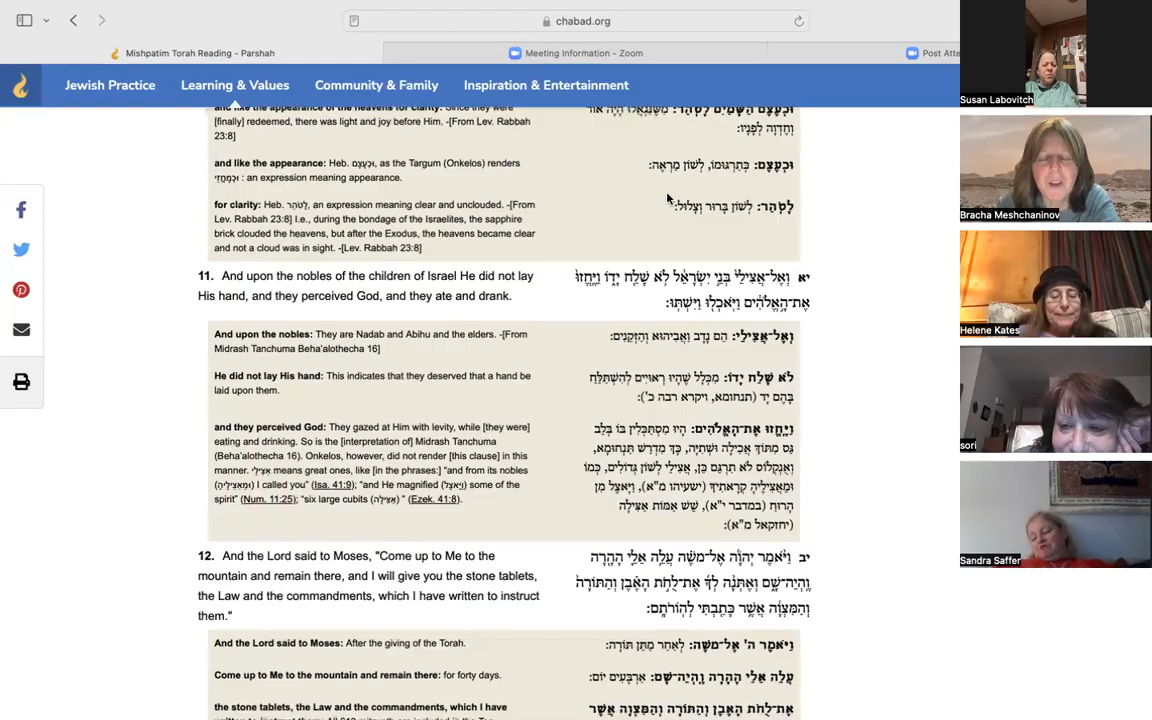 chabad.org
Mishpatim Torah Reading - Parshah
Meeting Information - Zoom
Post Atte
Jewish Practice
Learning & Values
Community & Family
Inspiration & Entertainment
and like the appearance of the heavens for clarity: Since they were
[finally] redeemed, there was light and joy before Him. -[From Lev. Rabbah
23:8]
וּכְעֶצֶם הַשָּׁמַיִם לָטֹהַר: מִשֶּׁנִּגְאֲלוּ הָיָה אוֹר
וְחֶדְוָה לְפָנָיו:
and like the appearance: Heb. וּכְעֶצֶם, as the Targum (Onkelos) renders
וּכְמֶחֱזֵי : an expression meaning appearance.
וּכְעֶצֶם: כְּתַרְגּוּמוֹ, לְשׁוֹן מַרְאֶה:
for clarity: Heb. לָטֹהַר, an expression meaning clear and unclouded. -[From
Lev. Rabbah 23:8] I.e., during the bondage of the Israelites, the sapphire
brick clouded the heavens, but after the Exodus, the heavens became clear
and not a cloud was in sight. -[Lev. Rabbah 23:8]
לָטֹהַר: לְשׁוֹן בָּרוּר וְצָלוּל:
11. And upon the nobles of the children of Israel He did not lay
His hand, and they perceived God, and they ate and drank.
יא וְאֶל־אֲצִילֵי בְּנֵי יִשְׂרָאֵל לֹא שָׁלַח יָדוֹ וַיֶּחֱזוּ
אֶת־הָאֱלֹהִים וַיֹּאכְלוּ וַיִּשְׁתּוּ:
And upon the nobles: They are Nadab and Abihu and the elders. -[From
Midrash Tanchuma Beha'alothecha 16]
וְאֶל־אֲצִילֵי: הֵם נָדָב וַאֲבִיהוּא וְהַזְּקֵנִים:
He did not lay His hand: This indicates that they deserved that a hand be
laid upon them.
לֹא שָׁלַח יָדוֹ: מִכְּלָל שֶׁהָיוּ רְאוּיִים לְהִשְׁתַּלֵּחַ
בָּהֶם יָד (תנחומא, ויקרא רבה כ'):
and they perceived God: They gazed at Him with levity, while [they were]
eating and drinking. So is the [interpretation of] Midrash Tanchuma
(Beha'alothecha 16). Onkelos, however, did not render [this clause] in this
manner. אֲצִילֵי means great ones, like [in the phrases:] "and from its nobles
(וּמֵאֲצִילֶיהָ) I called you" (Isa. 41:9); "and He magnified (וַיָּאצֶל) some of the
spirit" (Num. 11:25); "six large cubits (אַצִּילָה) " (Ezek. 41:8).
וַיֶּחֱזוּ אֶת־הָאֱלֹהִים: הָיוּ מִסְתַּכְּלִין בּוֹ בְּלֵב
גַּס מִתּוֹךְ אֲכִילָה וּשְׁתִיָּה, כָּךְ מִדְרַשׁ תַּנְחוּמָא,
וְאֻנְקְלוֹס לֹא תִרְגֵּם כֵּן, אֲצִילֵי לְשׁוֹן גְּדוֹלִים, כְּמוֹ
וּמֵאֲצִילֶיהָ קְרָאתִיךָ (ישעיהו מ"א), וַיָּאצֶל מִן
הָרוּחַ (במדבר י"א), שֵׁשׁ אַמּוֹת אַצִּילָה
(יחזקאל מ"א):
12. And the Lord said to Moses, "Come up to Me to the
mountain and remain there, and I will give you the stone tablets,
the Law and the commandments, which I have written to instruct
them."
יב וַיֹּאמֶר יְהוָה אֶל־מֹשֶׁה עֲלֵה אֵלַי הָהָרָה
וֶהְיֵה־שָׁם וְאֶתְּנָה לְךָ אֶת־לֻחֹת הָאֶבֶן וְהַתּוֹרָה
וְהַמִּצְוָה אֲשֶׁר כָּתַבְתִּי לְהוֹרֹתָם:
And the Lord said to Moses: After the giving of the Torah.
וַיֹּאמֶר ה' אֶל־מֹשֶׁה: לְאַחַר מַתַּן תּוֹרָה:
Come up to Me to the mountain and remain there: for forty days.
עֲלֵה אֵלַי הָהָרָה וֶהְיֵה־שָׁם: אַרְבָּעִים יוֹם:
the stone tablets, the Law and the commandments, which I have
אֶת־לֻחֹת הָאֶבֶן וְהַתּוֹרָה וְהַמִּצְוָה אֲשֶׁר
Susan Labovitch
Bracha Meshchaninov
Helene Kates
sori
Sandra Saffer